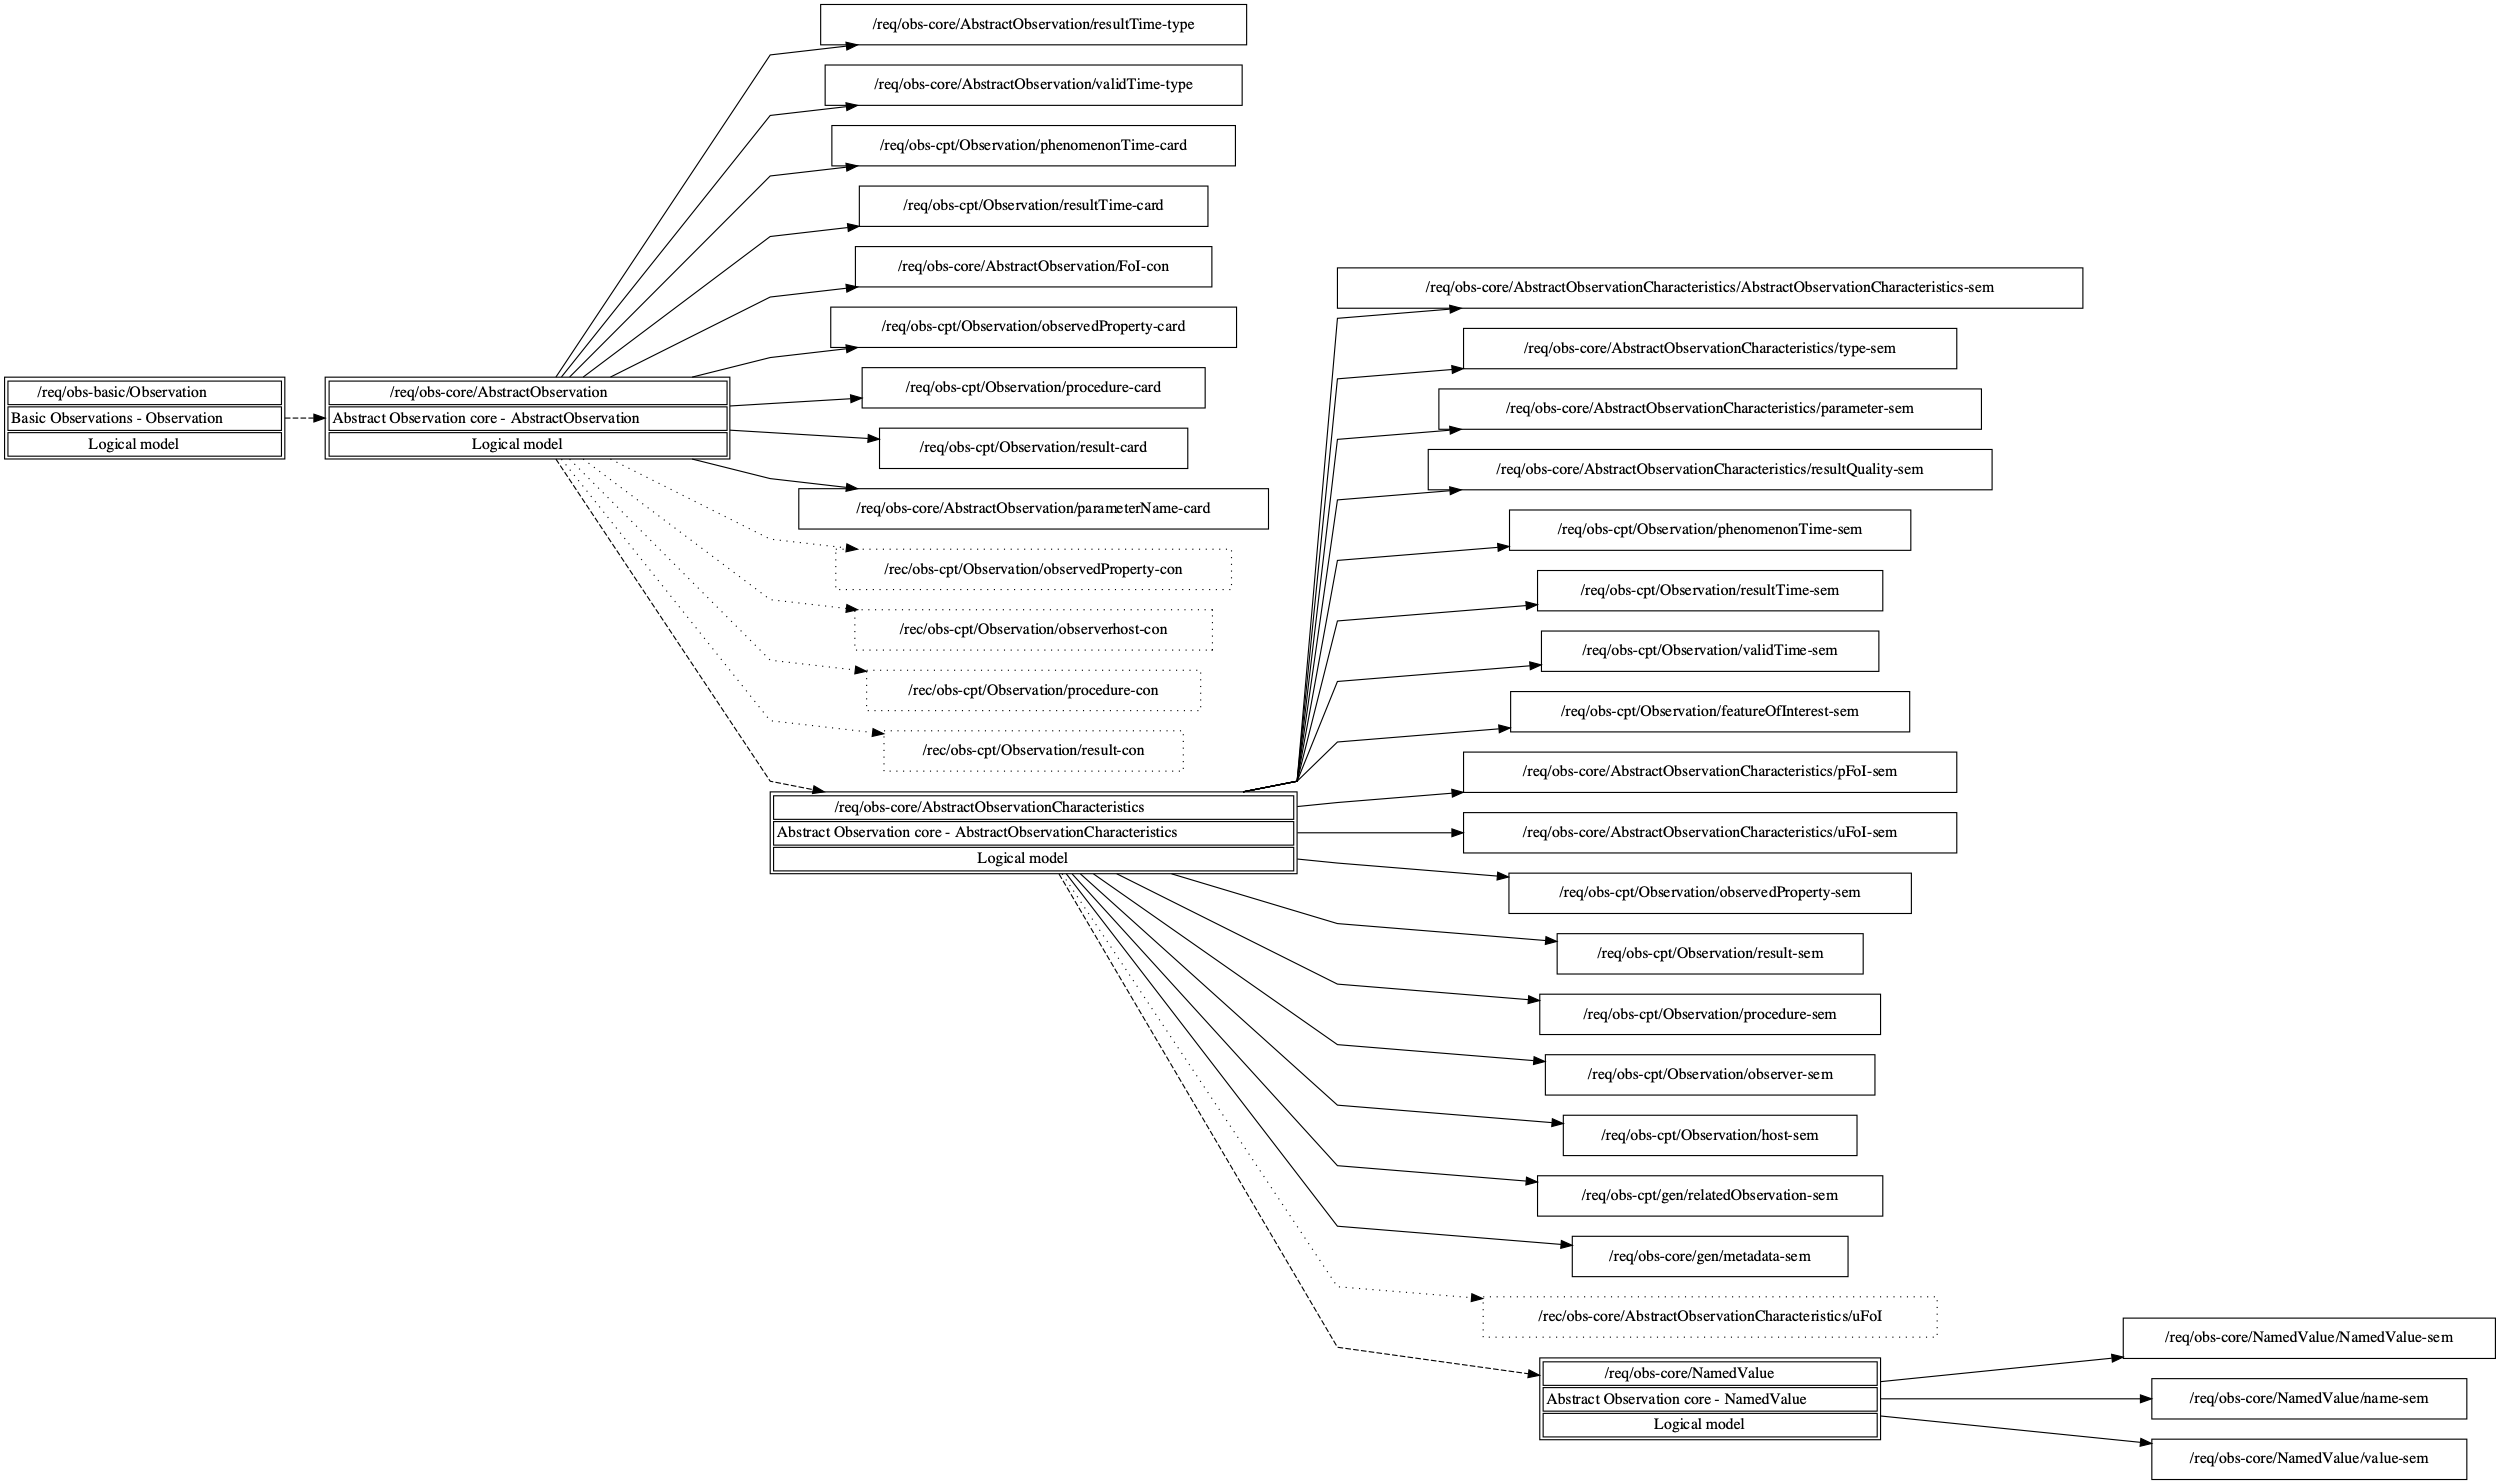 /req/obs-basic/Observation
Basic Observations - Observation
Logical model
/req/obs-core/AbstractObservation
Abstract Observation core - AbstractObservation
Logical model
/req/obs-core/AbstractObservation/resultTime-type
/req/obs-core/AbstractObservation/validTime-type
/req/obs-cpt/Observation/phenomenonTime-card
/req/obs-cpt/Observation/resultTime-card
/req/obs-core/AbstractObservation/FoI-con
/req/obs-cpt/Observation/observedProperty-card
/req/obs-cpt/Observation/procedure-card
/req/obs-cpt/Observation/result-card
/req/obs-core/AbstractObservation/parameterName-card
/rec/obs-cpt/Observation/observedProperty-con
/rec/obs-cpt/Observation/observerhost-con
/rec/obs-cpt/Observation/procedure-con
/rec/obs-cpt/Observation/result-con
/req/obs-core/AbstractObservationCharacteristics
Abstract Observation core - AbstractObservationCharacteristics
Logical model
/req/obs-core/AbstractObservationCharacteristics/AbstractObservationCharacteristics-sem
/req/obs-core/AbstractObservationCharacteristics/type-sem
/req/obs-core/AbstractObservationCharacteristics/parameter-sem
/req/obs-core/AbstractObservationCharacteristics/resultQuality-sem
/req/obs-cpt/Observation/phenomenonTime-sem
/req/obs-cpt/Observation/resultTime-sem
/req/obs-cpt/Observation/validTime-sem
/req/obs-cpt/Observation/featureOfInterest-sem
/req/obs-core/AbstractObservationCharacteristics/pFoI-sem
/req/obs-core/AbstractObservationCharacteristics/uFoI-sem
/req/obs-cpt/Observation/observedProperty-sem
/req/obs-cpt/Observation/result-sem
/req/obs-cpt/Observation/procedure-sem
/req/obs-cpt/Observation/observer-sem
/req/obs-cpt/Observation/host-sem
/req/obs-cpt/gen/relatedObservation-sem
/req/obs-core/gen/metadata-sem
/rec/obs-core/AbstractObservationCharacteristics/uFoI
/req/obs-core/NamedValue
Abstract Observation core - NamedValue
Logical model
/req/obs-core/NamedValue/NamedValue-sem
/req/obs-core/NamedValue/name-sem
/req/obs-core/NamedValue/value-sem